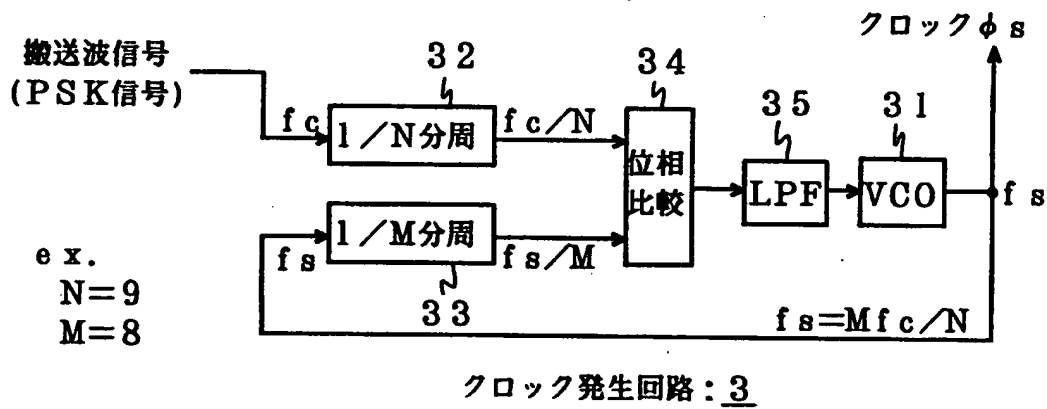 クロックφs
搬送波信号
(PSK信号)
32
34
35
31
fc
1/N分周
fc/N
位相
比較
LPF
VCO
fs
1/M分周
fs
fs/M
33
ex.
N=9
M=8
fs=Mfc/N
クロック発生回路:3